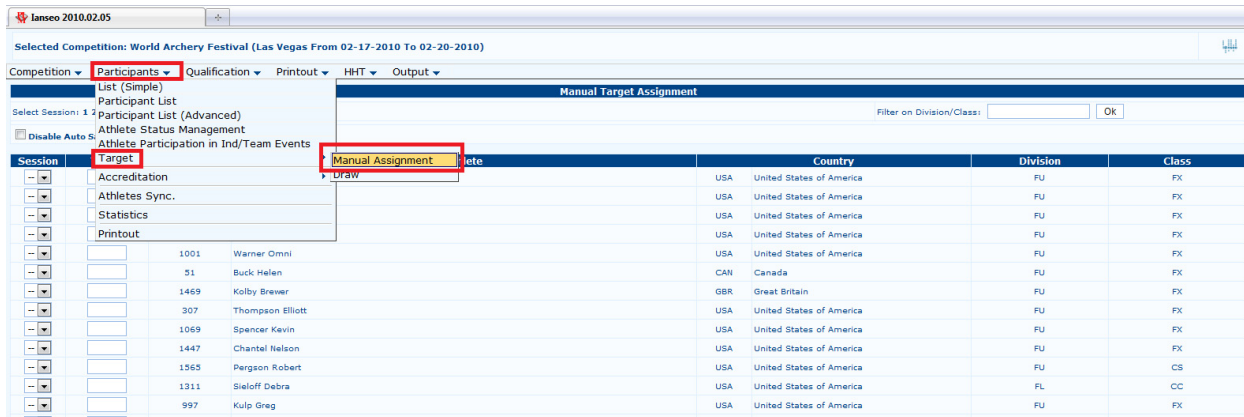 Ianseo 2010.02.05
Selected Competition: World Archery Festival (Las Vegas From 02-17-2010 To 02-20-2010)
Competition Participants Qualification Printout HHT Output
List (Simple)
Participant List
Participant List (Advanced)
Athlete Status Management
Athlete Participation in Ind/Team Events
Target
Accreditation
Athletes Sync.
Statistics
Printout
Manual Assignment
Draw
Manual Target Assignment
Select Session: 1 2
Filter on Division/Class: Ok
Disable Auto Sa
Session lete Country Division Class
-- USA United States of America FU FX
-- USA United States of America FU FX
-- USA United States of America FU FX
-- USA United States of America FU FX
-- 1001 Warner Omni USA United States of America FU FX
-- 51 Buck Helen CAN Canada FU FX
-- 1469 Kolby Brewer GBR Great Britain FU FX
-- 307 Thompson Elliott USA United States of America FU FX
-- 1069 Spencer Kevin USA United States of America FU FX
-- 1447 Chantel Nelson USA United States of America FU FX
-- 1565 Pergson Robert USA United States of America FU CS
-- 1311 Sieloff Debra USA United States of America FL CC
-- 997 Kulp Greg USA United States of America FU FX